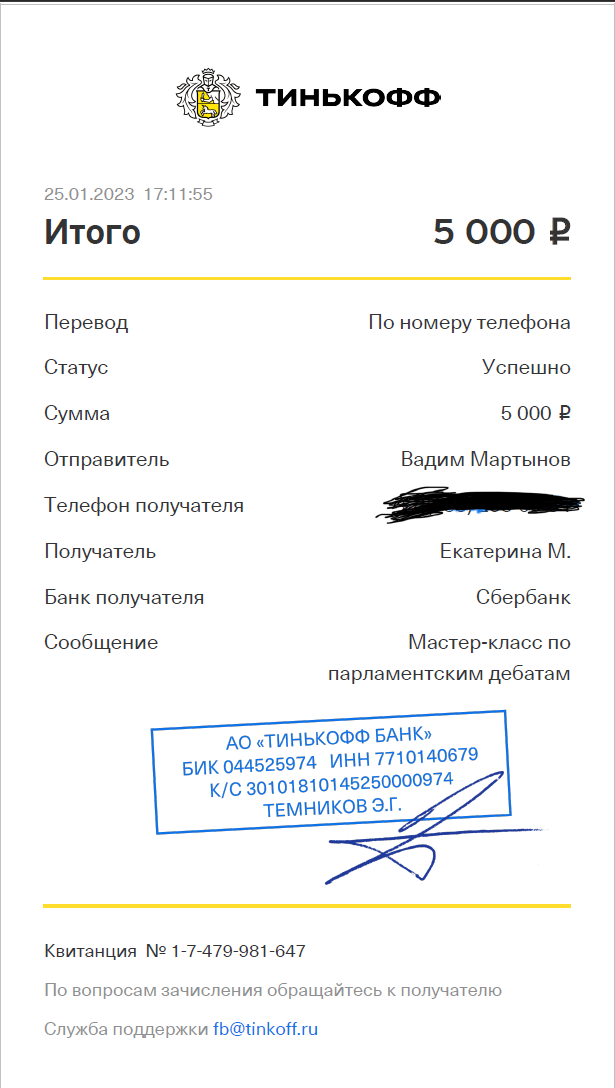 ТИНЬКОФФ
25.01.2023 17:11:55
Итого 5 000 ₽
Перевод По номеру телефона
Статус Успешно
Сумма 5 000 ₽
Отправитель Вадим Мартынов
Телефон получателя
Получатель Екатерина М.
Банк получателя Сбербанк
Сообщение Мастер-класс по
парламентским дебатам
АО «ТИНЬКОФФ БАНК»
БИК 044525974 ИНН 7710140679
К/С 30101810145250000974
ТЕМНИКОВ Э.Г.
Квитанция № 1-7-479-981-647
По вопросам зачисления обращайтесь к получателю
Служба поддержки fb@tinkoff.ru